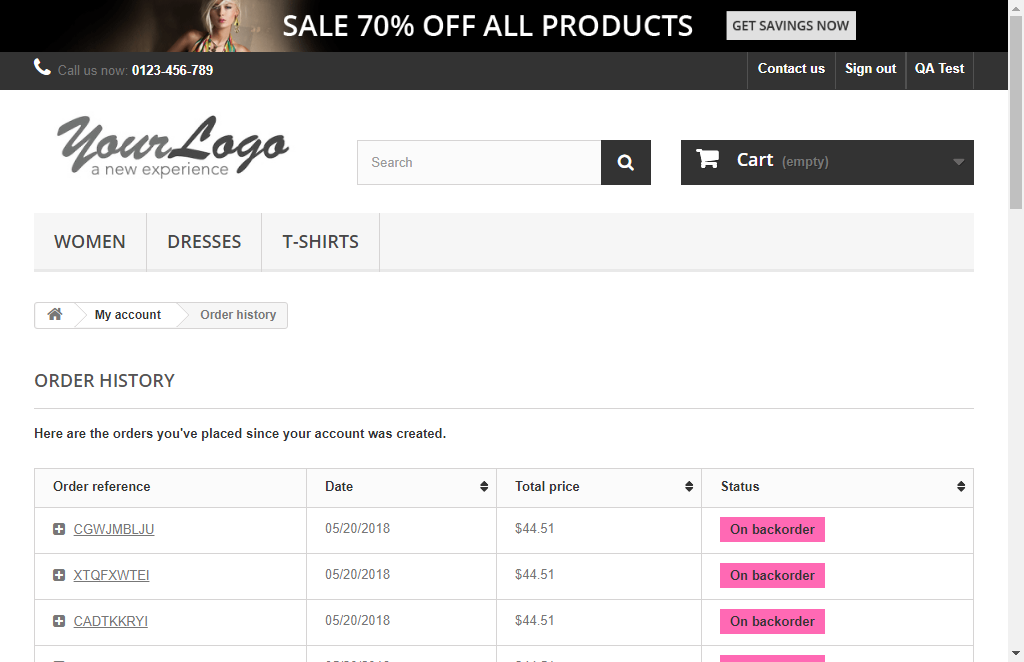 SALE 70% OFF ALL PRODUCTS GET SAVINGS NOW
Call us now: 0123-456-789 Contact us Sign out QA Test
YourLogo
a new experience
Search
Cart (empty)
WOMEN DRESSES T-SHIRTS
My account Order history
ORDER HISTORY
Here are the orders you've placed since your account was created.
Order reference Date Total price Status
CGWJMBLJU 05/20/2018 $44.51 On backorder
XTQFXWTEI 05/20/2018 $44.51 On backorder
CADTKKRYI 05/20/2018 $44.51 On backorder